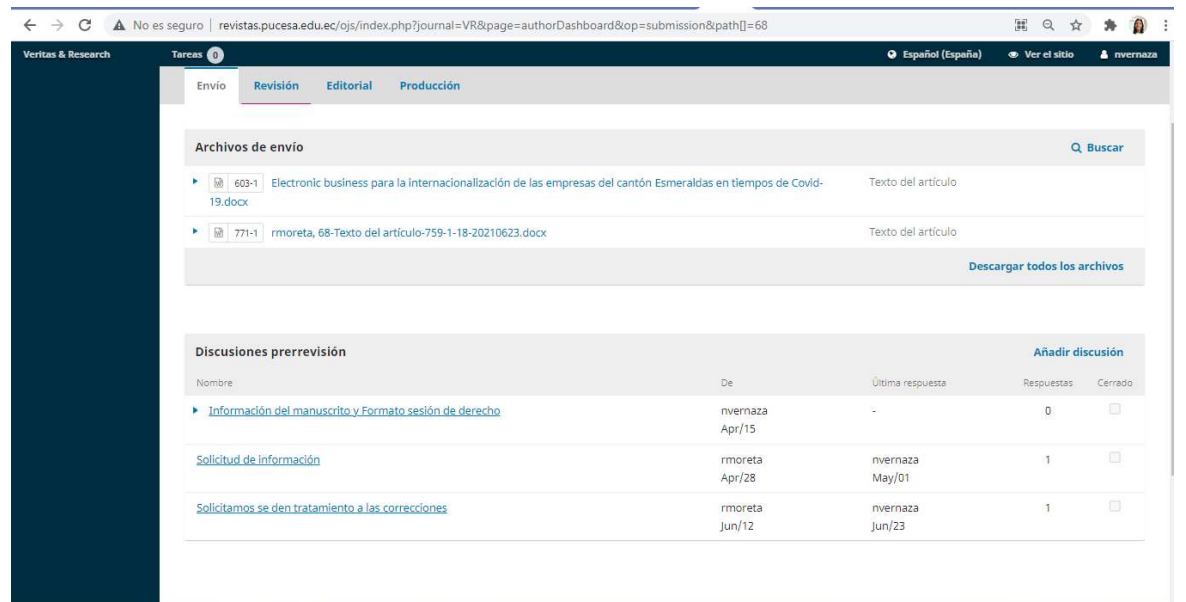 No es seguro | revistas.pucesa.edu.ec/ojs/index.php?journal=VR&page=authorDashboard&op=submission&path[]=68
Veritas & Research Tareas 0 Español (España) Ver el sitio nvernaza
Envío Revisión Editorial Producción
Archivos de envío Buscar
603-1 Electronic business para la internacionalización de las empresas del cantón Esmeraldas en tiempos de Covid- Texto del artículo
19.docx
771-1 rmoreta, 68-Texto del artículo-759-1-18-20210623.docx Texto del artículo
Descargar todos los archivos
Discusiones prerrevisión Añadir discusión
Nombre De Última respuesta Respuestas Cerrado
Información del manuscrito y Formato sesión de derecho nvernaza - 0
Apr/15
Solicitud de información rmoreta nvernaza 1
Apr/28 May/01
Solicitamos se den tratamiento a las correcciones rmoreta nvernaza 1
Jun/12 Jun/23